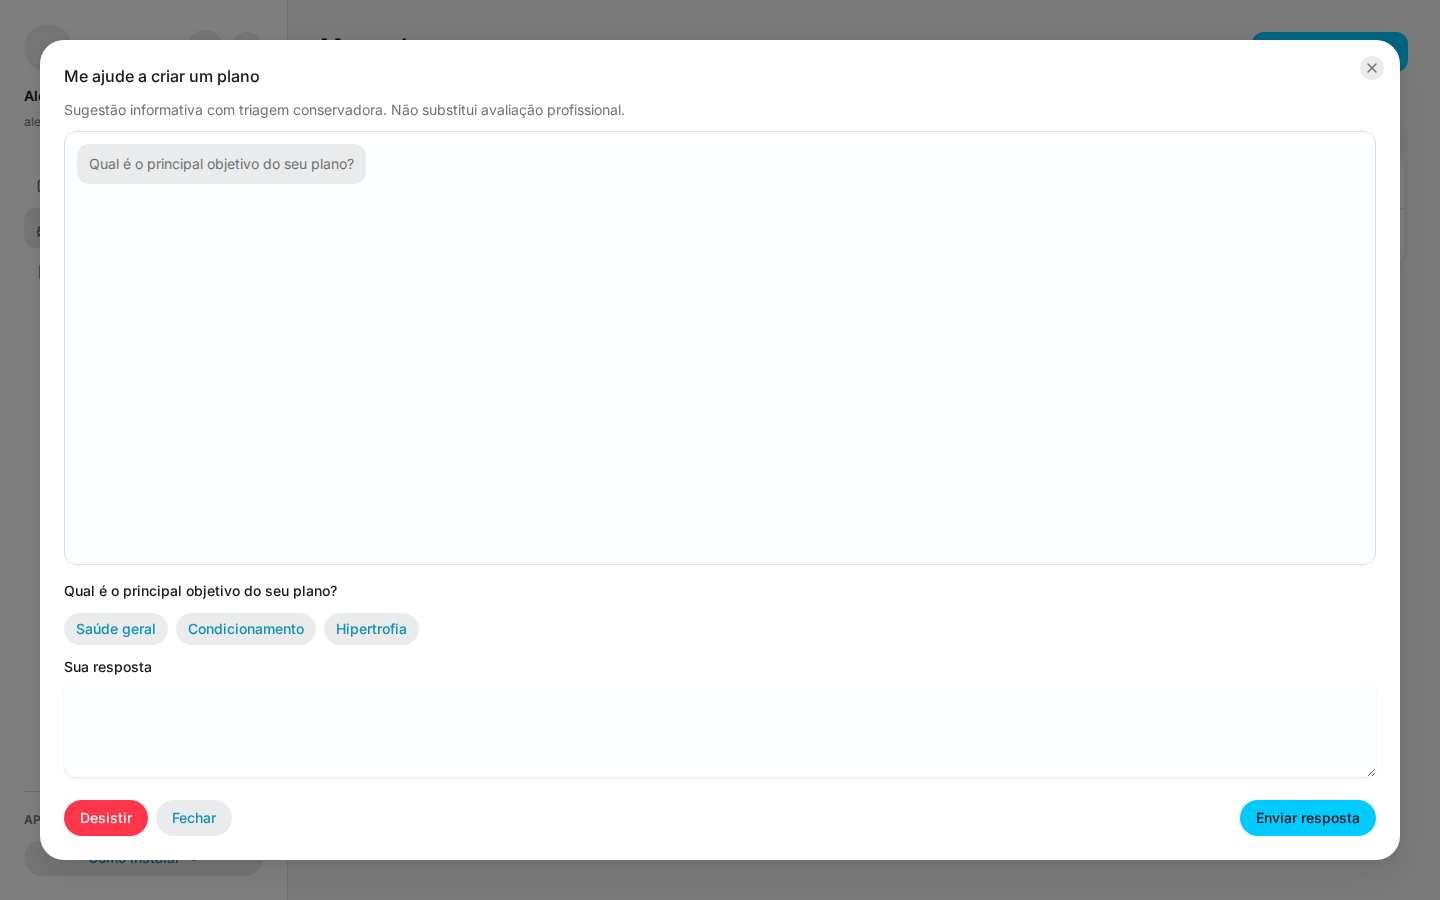 Me ajude a criar um plano
Sugestão informativa com triagem conservadora. Não substitui avaliação profissional.
Qual é o principal objetivo do seu plano?
Qual é o principal objetivo do seu plano?
Saúde geral
Condicionamento
Hipertrofia
Sua resposta
Desistir
Fechar
Enviar resposta